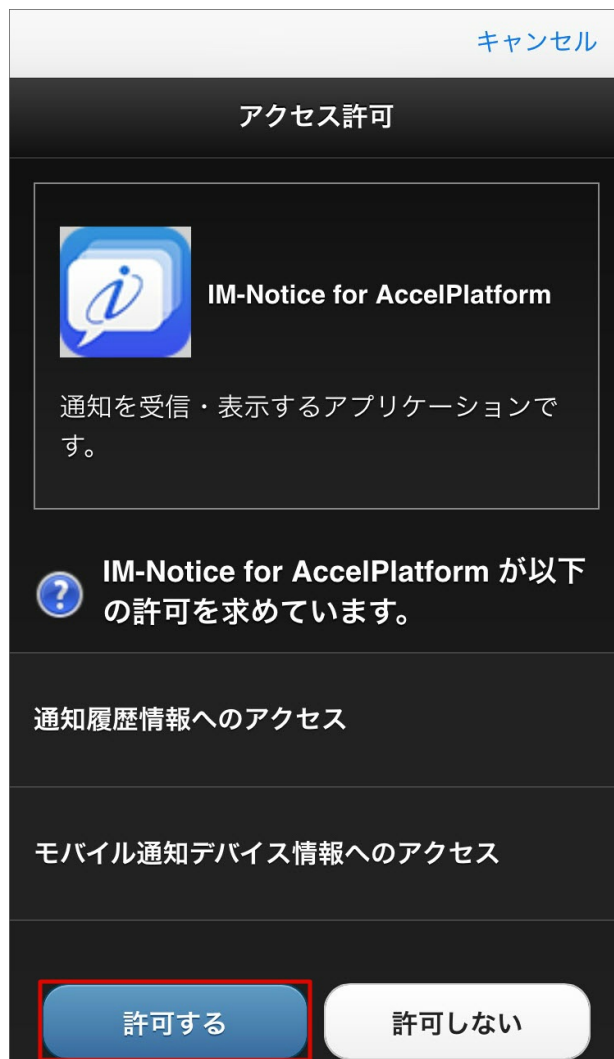 キャンセル
アクセス許可
IM-Notice for AccelPlatform
通知を受信・表示するアプリケーションで
す。
IM-Notice for AccelPlatform が以下
の許可を求めています。
通知履歴情報へのアクセス
モバイル通知デバイス情報へのアクセス
許可する
許可しない